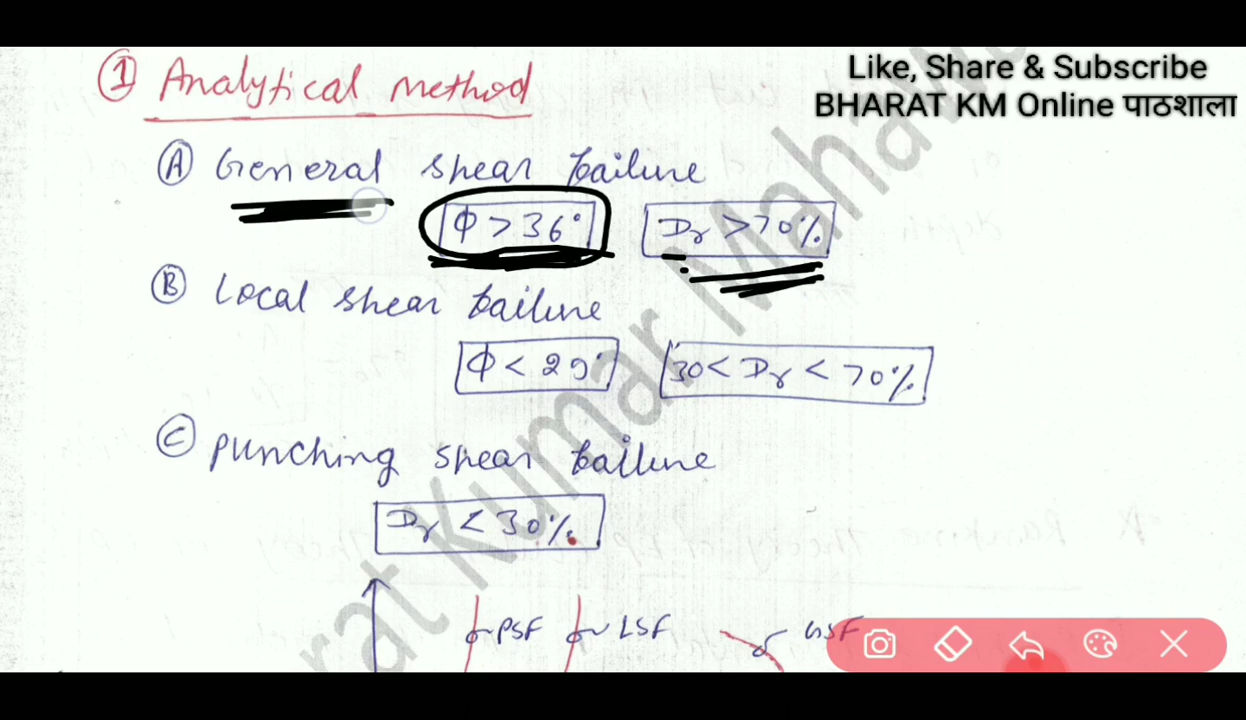 Like, Share & Subscribe
BHARAT KM Online पाठशाला
① Analytical method
Ⓐ General shear failure
Φ > 36° Dr > 70%
Ⓑ Local shear failure
Φ < 29° 30 < Dr < 70%
Ⓒ Punching shear failure
Dr < 30%
PSF LSF GSF
Kumar